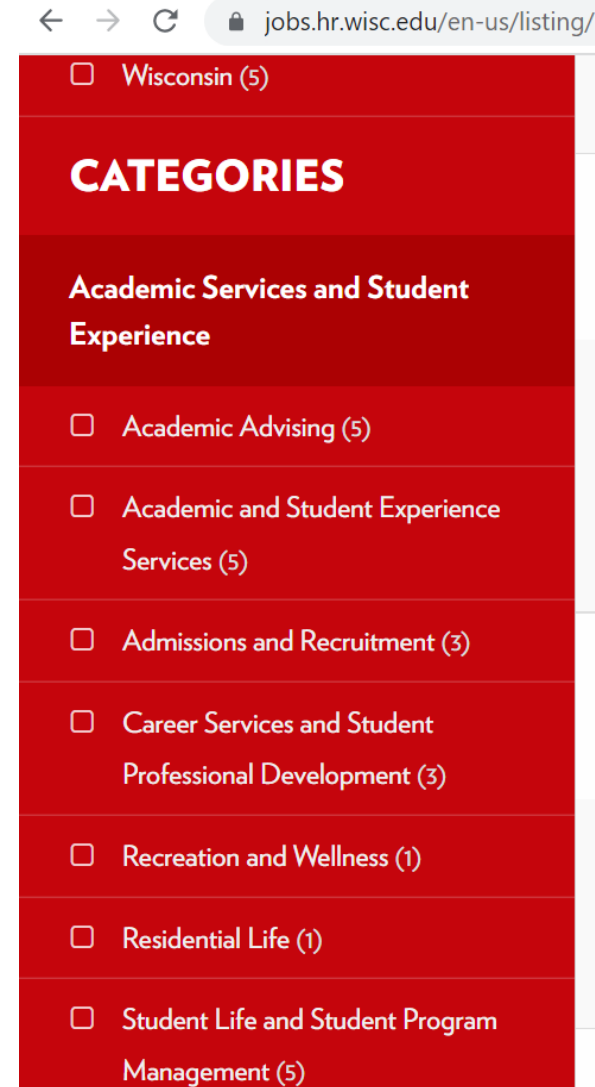 jobs.hr.wisc.edu/en-us/listing/
Wisconsin (5)
CATEGORIES
Academic Services and Student
Experience
Academic Advising (5)
Academic and Student Experience
Services (5)
Admissions and Recruitment (3)
Career Services and Student
Professional Development (3)
Recreation and Wellness (1)
Residential Life (1)
Student Life and Student Program
Management (5)